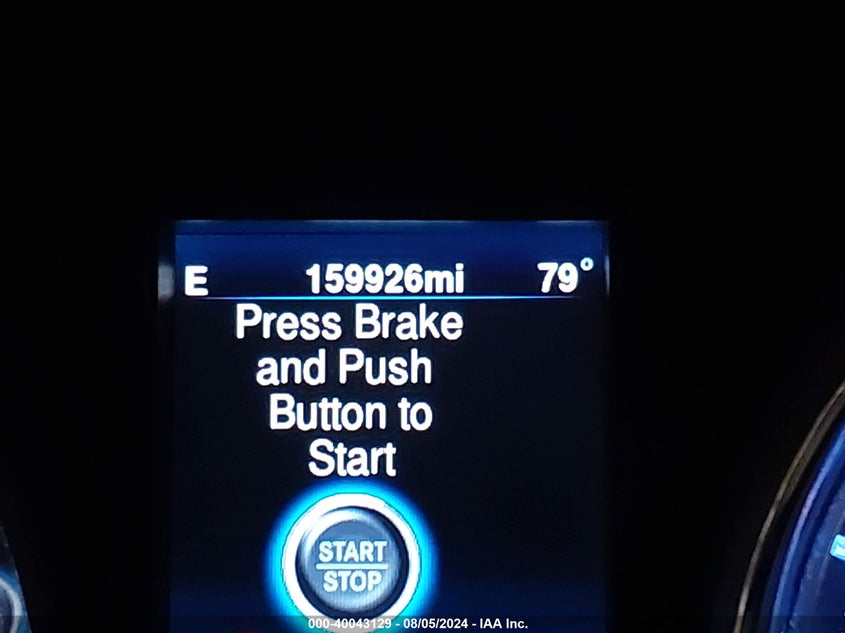 E 159926mi 79°
Press Brake
and Push
Button to
Start
START
STOP
000-40043129 - 08/05/2024 - IAA Inc.